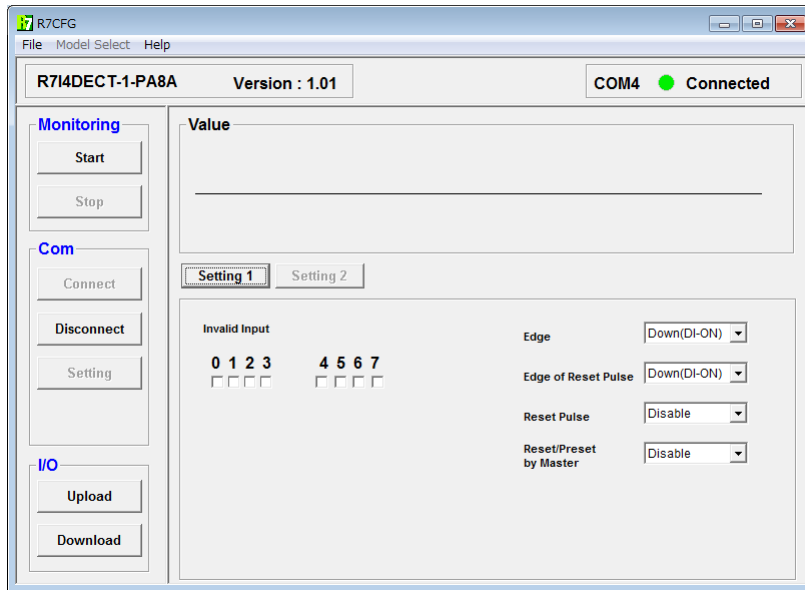 R7CFG
File Model Select Help
R7I4DECT-1-PA8A Version : 1.01 COM4 Connected
Monitoring
Start
Stop
Com
Connect
Disconnect
Setting
I/O
Upload
Download
Value
Setting 1 Setting 2
Invalid Input
0 1 2 3 4 5 6 7
Edge Down(DI-ON)
Edge of Reset Pulse Down(DI-ON)
Reset Pulse Disable
Reset/Preset
by Master Disable